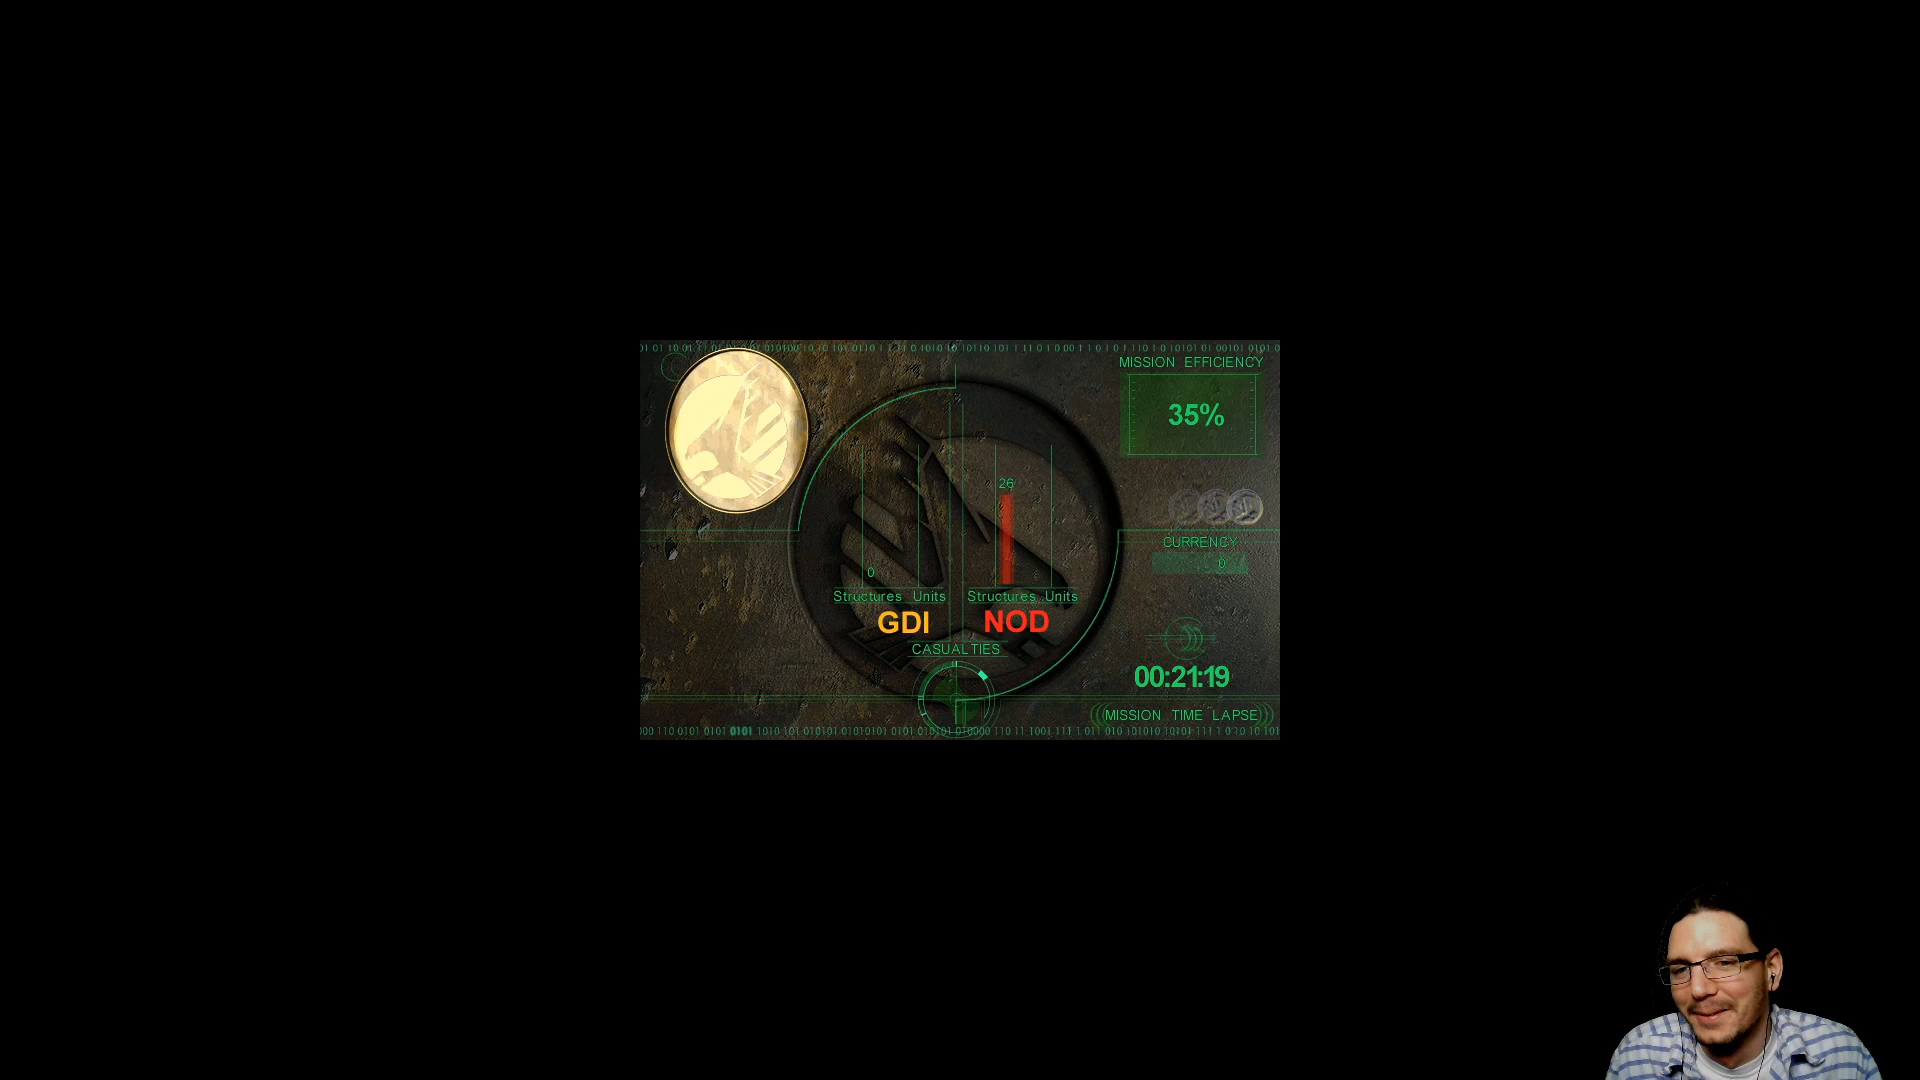 MISSION EFFICIENCY
35%
26
0
CURRENCY
0
Structures Units
Structures Units
GDI
NOD
CASUALTIES
00:21:19
MISSION TIME LAPSE